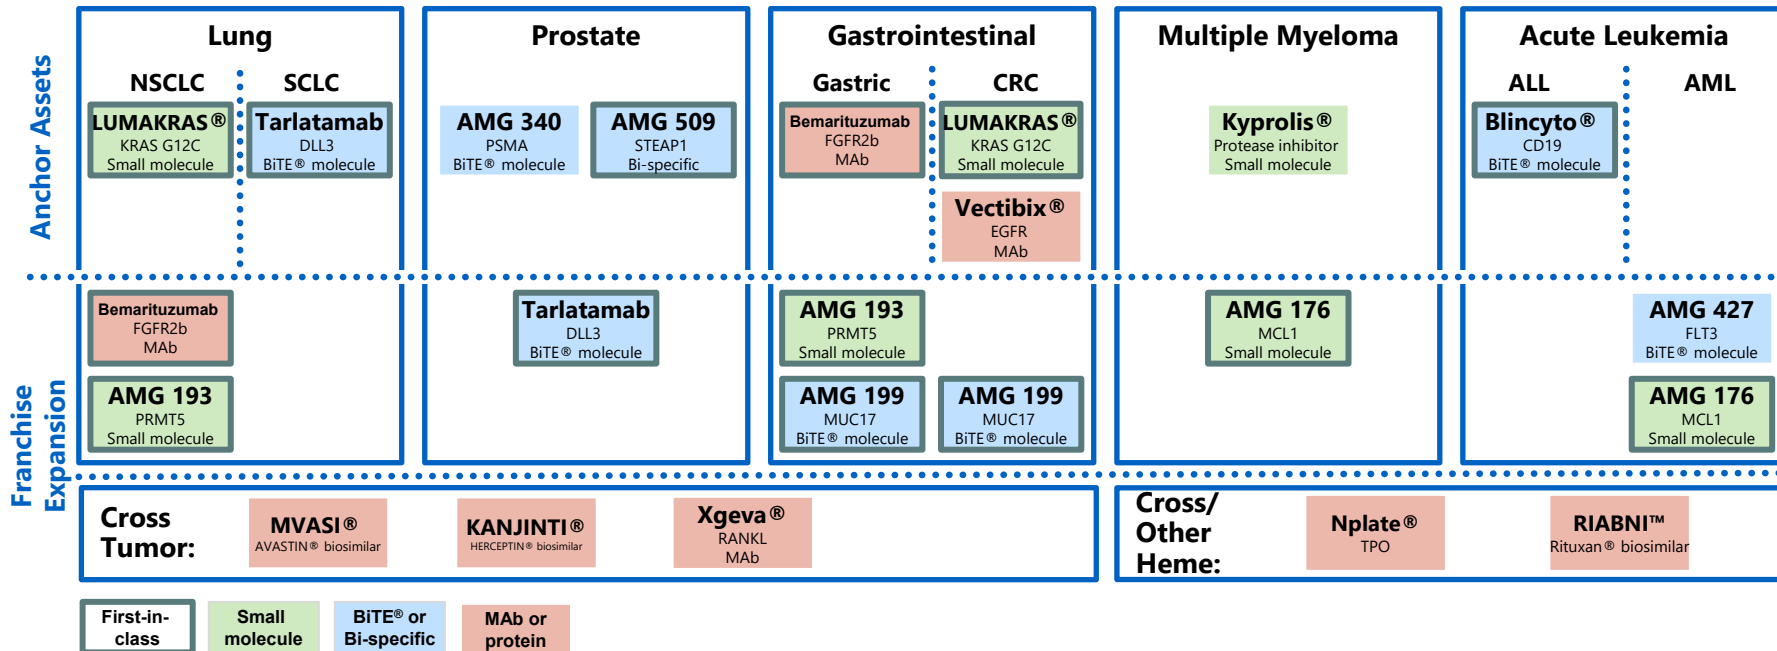 Anchor Assets
Lung
NSCLC
SCLC
LUMAKRAS®
KRAS G12C
Small molecule
Tarlatamab
DLL3
BiTE® molecule
Prostate
AMG 340
PSMA
BiTE® molecule
AMG 509
STEAP1
Bi-specific
Gastrointestinal
Gastric
CRC
Bemarituzumab
FGFR2b
MAb
LUMAKRAS®
KRAS G12C
Small molecule
Vectibix®
EGFR
MAb
Multiple Myeloma
Kyprolis®
Protease inhibitor
Small molecule
Acute Leukemia
ALL
AML
Blincyto®
CD19
BiTE® molecule
Franchise
Expansion
Bemarituzumab
FGFR2b
MAb
AMG 193
PRMT5
Small molecule
Tarlatamab
DLL3
BiTE® molecule
AMG 193
PRMT5
Small molecule
AMG 199
MUC17
BiTE® molecule
AMG 199
MUC17
BiTE® molecule
AMG 176
MCL1
Small molecule
AMG 427
FLT3
BiTE® molecule
AMG 176
MCL1
Small molecule
Cross
Tumor:
MVASI®
AVASTIN® biosimilar
KANJINTI®
HERCEPTIN® biosimilar
Xgeva®
RANKL
MAb
Cross/
Other
Heme:
Nplate®
TPO
RIABNI™
Rituxan® biosimilar
First-in-
class
Small
molecule
BiTE® or
Bi-specific
MAb or
protein